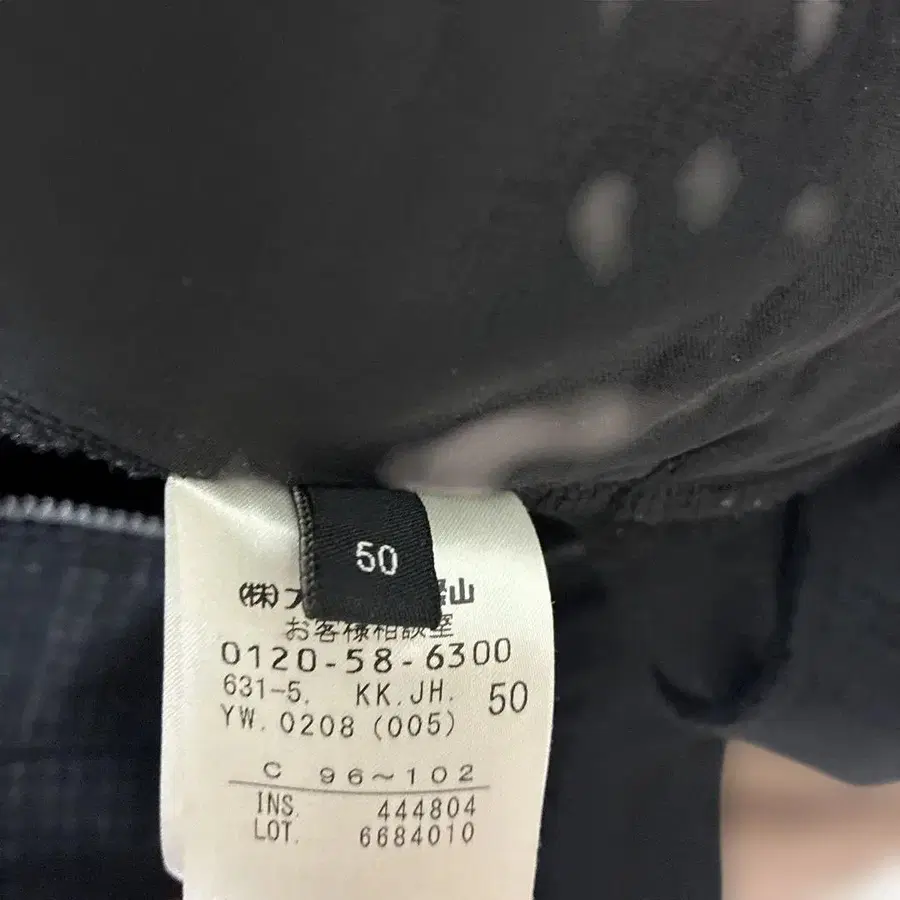 50
(株)フ 山
お客様相談室
0120-58-6300
631-5. KK.JH. 50
YW. 0208 (005)
C 96~102
INS. 444804
LOT. 6684010